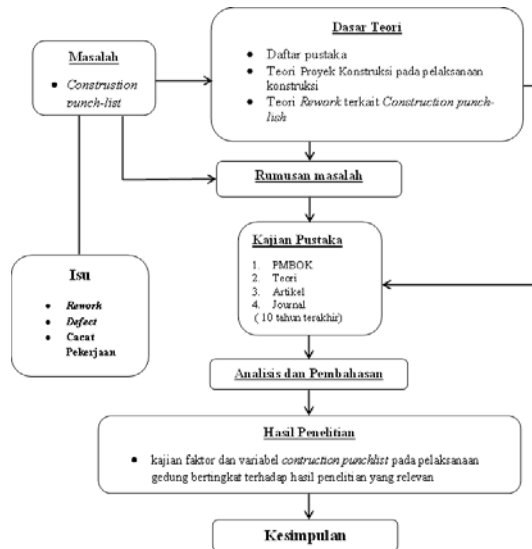 Masalah
• Construstion
punch-list
Dasar Teori
• Daftar pustaka
• Teori Proyek Konstruksi pada pelaksanaan
konstruksi
• Teori Rework terkait Construction punch-
lish
Rumusan masalah
Kajian Pustaka
1. PMBOK
2. Teori
3. Artikel
4. Journal
( 10 tahun terakhir)
Isu
• Rework
• Defect
• Cacat
Pekerjaan
Analisis dan Pembahasan
Hasil Penelitian
• kajian faktor dan variabel contruction punchlist pada pelaksanaan
gedung bertingkat terhadap hasil penelitian yang relevan
Kesimpulan